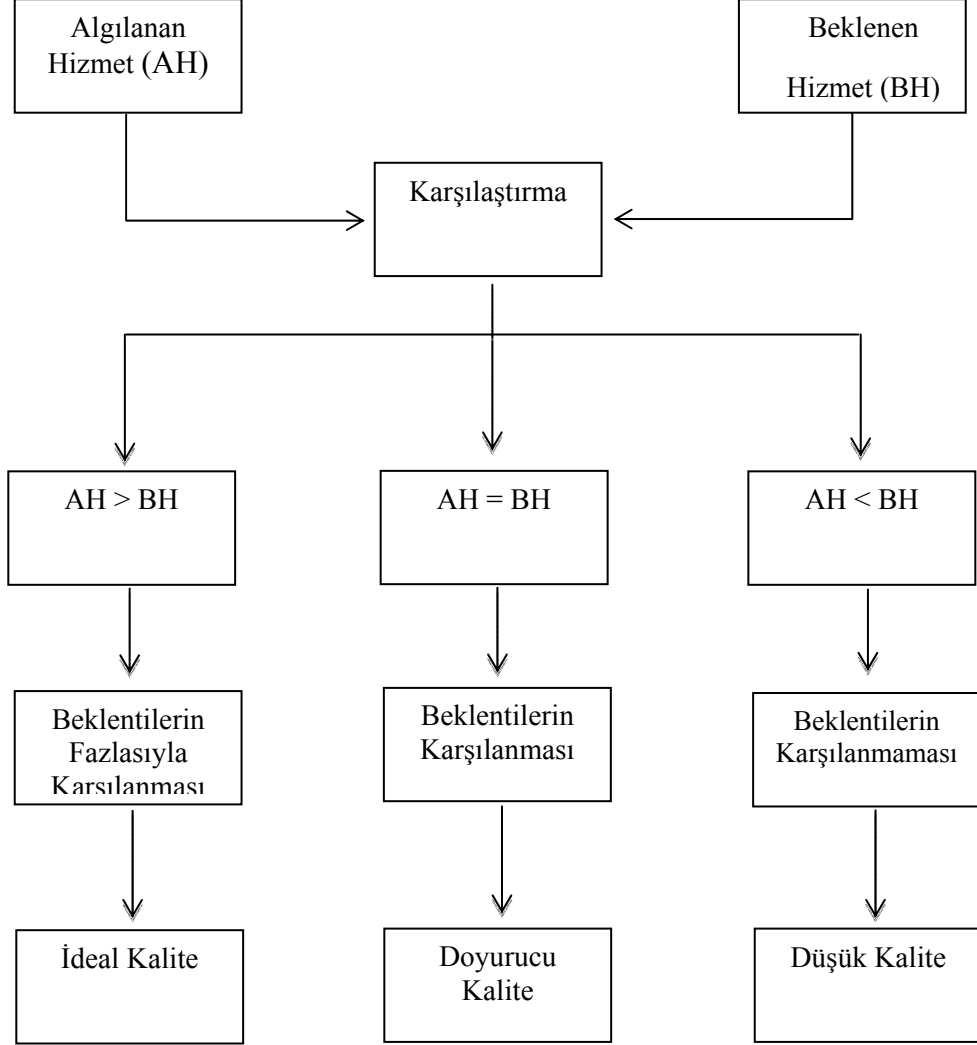 Algılanan
Hizmet (AH)
Beklenen
Hizmet (BH)
Karşılaştırma
AH > BH
AH = BH
AH < BH
Beklentilerin
Fazlasıyla
Karşılanması
Beklentilerin
Karşılanması
Beklentilerin
Karşılanmaması
İdeal Kalite
Doyurucu
Kalite
Düşük Kalite